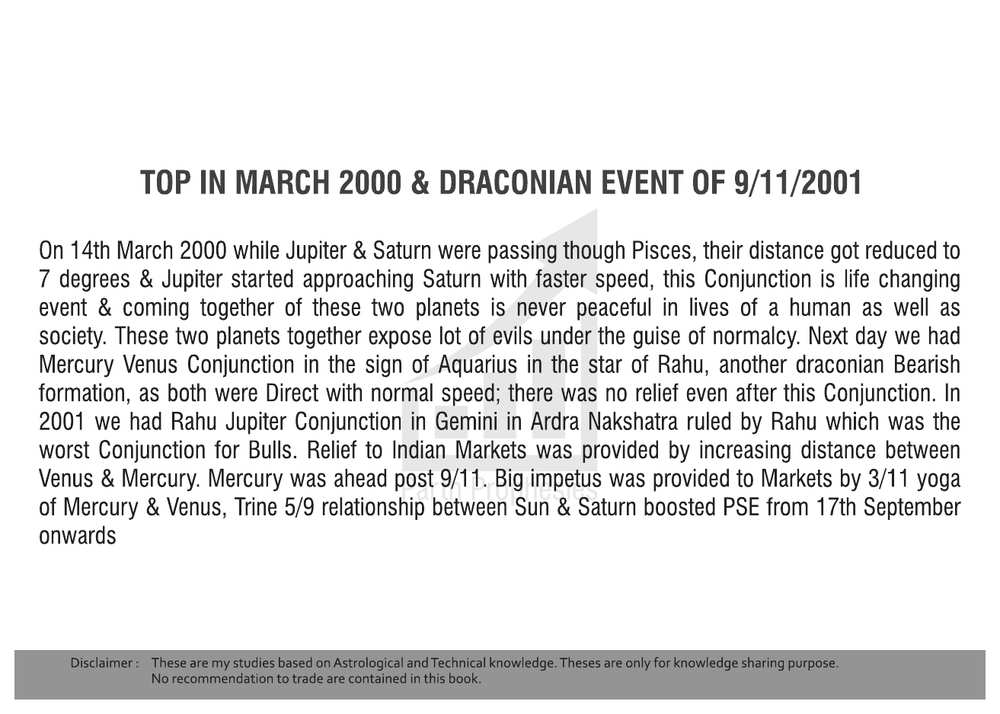 TOP IN MARCH 2000 & DRACONIAN EVENT OF 9/11/2001
On 14th March 2000 while Jupiter & Saturn were passing though Pisces, their distance got reduced to
7 degrees & Jupiter started approaching Saturn with faster speed, this Conjunction is life changing
event & coming together of these two planets is never peaceful in lives of a human as well as
society. These two planets together expose lot of evils under the guise of normalcy. Next day we had
Mercury Venus Conjunction in the sign of Aquarius in the star of Rahu, another draconian Bearish
formation, as both were Direct with normal speed; there was no relief even after this Conjunction. In
2001 we had Rahu Jupiter Conjunction in Gemini in Ardra Nakshatra ruled by Rahu which was the
worst Conjunction for Bulls. Relief to Indian Markets was provided by increasing distance between
Venus & Mercury. Mercury was ahead post 9/11. Big impetus was provided to Markets by 3/11 yoga
of Mercury & Venus, Trine 5/9 relationship between Sun & Saturn boosted PSE from 17th September
onwards
Disclaimer : These are my studies based on Astrological and Technical knowledge. Theses are only for knowledge sharing purpose.
No recommendation to trade are contained in this book.